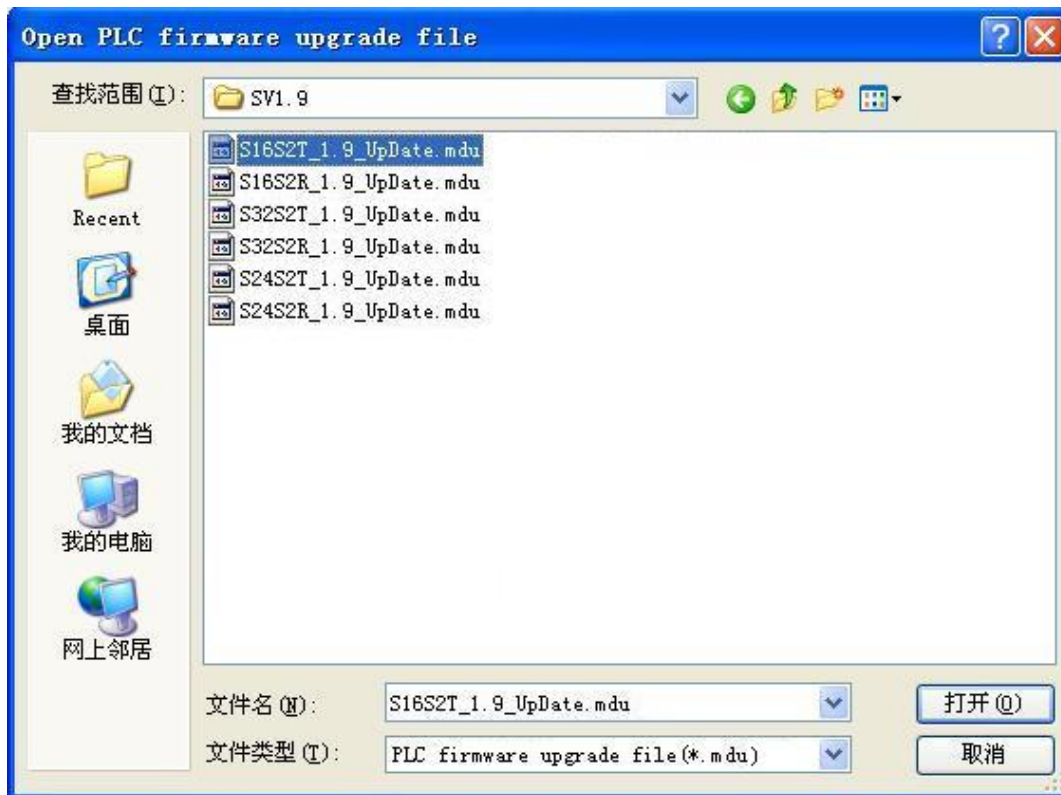 Open PLC firmware upgrade file
查找范围(I):
SV1.9
Recent
桌面
我的文档
我的电脑
网上邻居
S16S2T_1.9_UpDate.mdu
S16S2R_1.9_UpDate.mdu
S32S2T_1.9_UpDate.mdu
S32S2R_1.9_UpDate.mdu
S24S2T_1.9_UpDate.mdu
S24S2R_1.9_UpDate.mdu
文件名(N):
S16S2T_1.9_UpDate.mdu
打开(O)
文件类型(T):
PLC firmware upgrade file(*.mdu)
取消